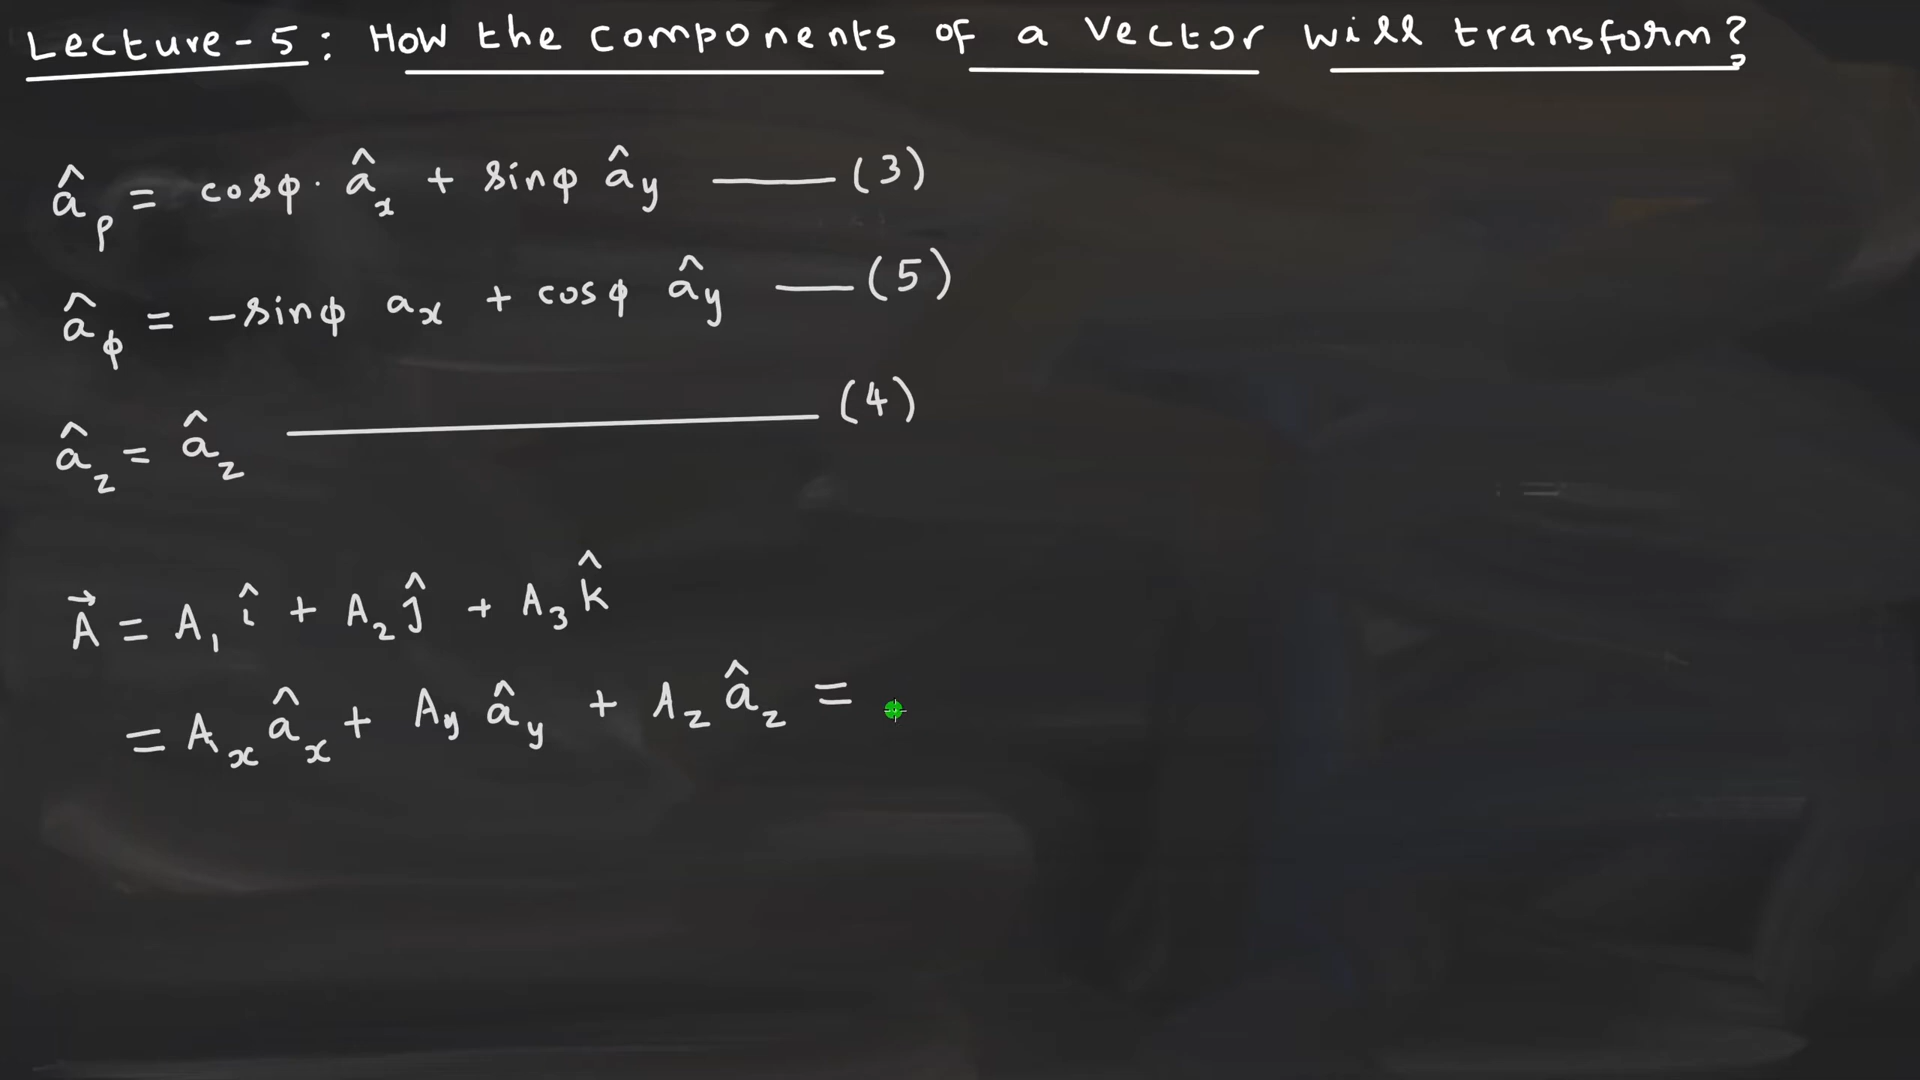 Lecture-5: How the components of a vector will transform?
â_ρ = cosφ · â_x + sinφ â_y —— (3)
â_φ = -sinφ a_x + cosφ â_y —— (5)
â_z = â_z ———— (4)
A⃗ = A₁ î + A₂ ĵ + A₃ k̂
= A_x â_x + A_y â_y + A_z â_z =